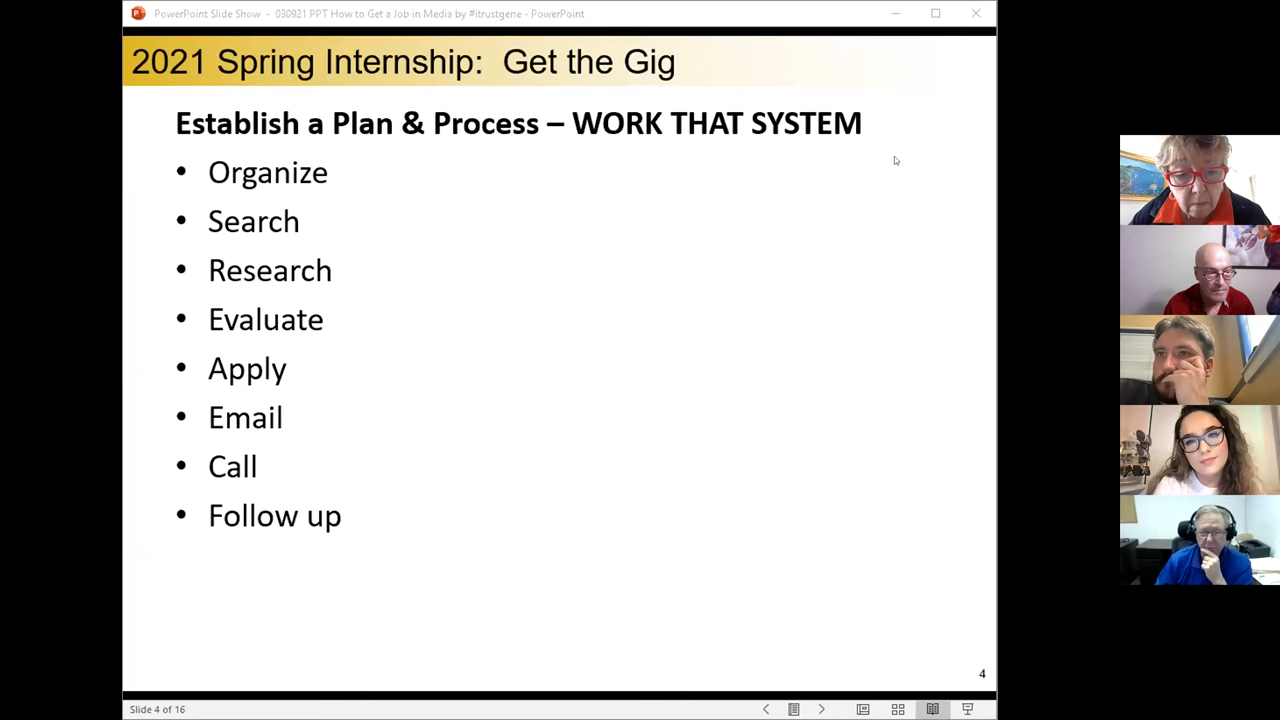 PowerPoint Slide Show - 030921 PPT How to Get a Job in Media by #itrustgene - PowerPoint
2021 Spring Internship: Get the Gig
Establish a Plan & Process – WORK THAT SYSTEM
• Organize
• Search
• Research
• Evaluate
• Apply
• Email
• Call
• Follow up
4
Slide 4 of 16